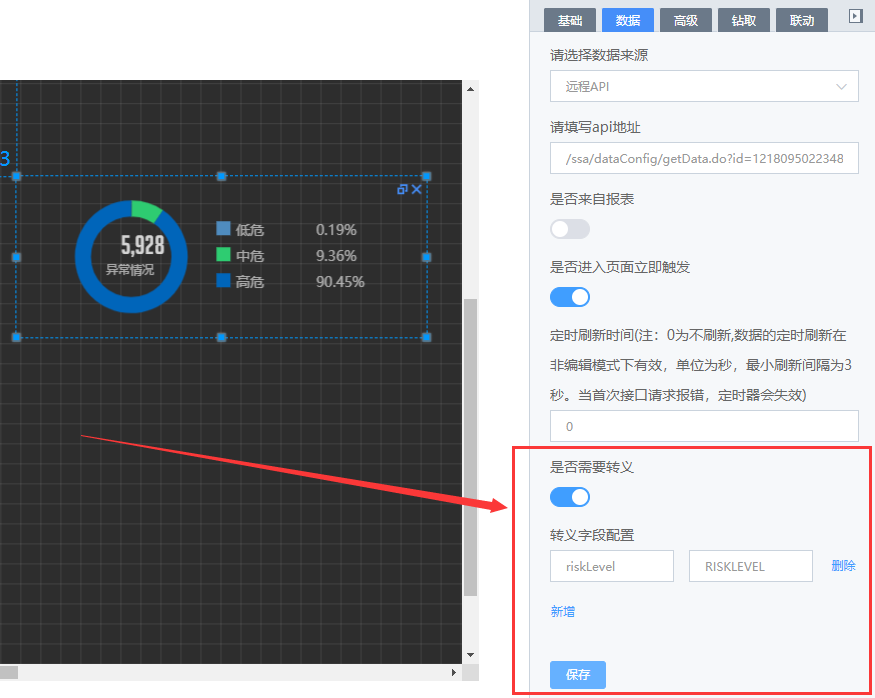 基础 数据 高级 钻取 联动
请选择数据来源
远程API
请填写api地址
/ssa/dataConfig/getData.do?id=1218095022348
是否来自报表
是否进入页面立即触发
定时刷新时间(注：0为不刷新,数据的定时刷新在
非编辑模式下有效，单位为秒，最小刷新间隔为3
秒。当首次接口请求报错，定时器会失效)
0
是否需要转义
转义字段配置
riskLevel RISKLEVEL 删除
新增
保存
3
5,928
异常情况
低危 0.19%
中危 9.36%
高危 90.45%